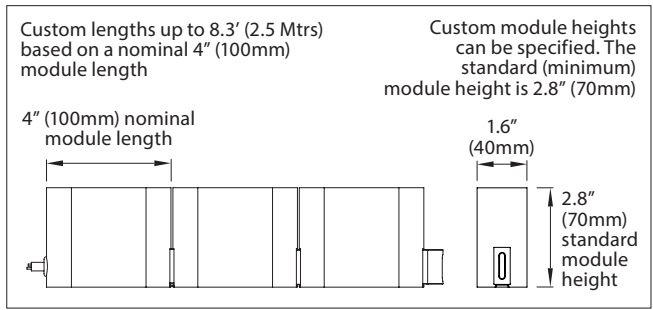 Custom lengths up to 8.3’ (2.5 Mtrs)
based on a nominal 4” (100mm)
module length
Custom module heights
can be specified. The
standard (minimum)
module height is 2.8” (70mm)
4” (100mm) nominal
module length
1.6”
(40mm)
2.8”
(70mm)
standard
module
height